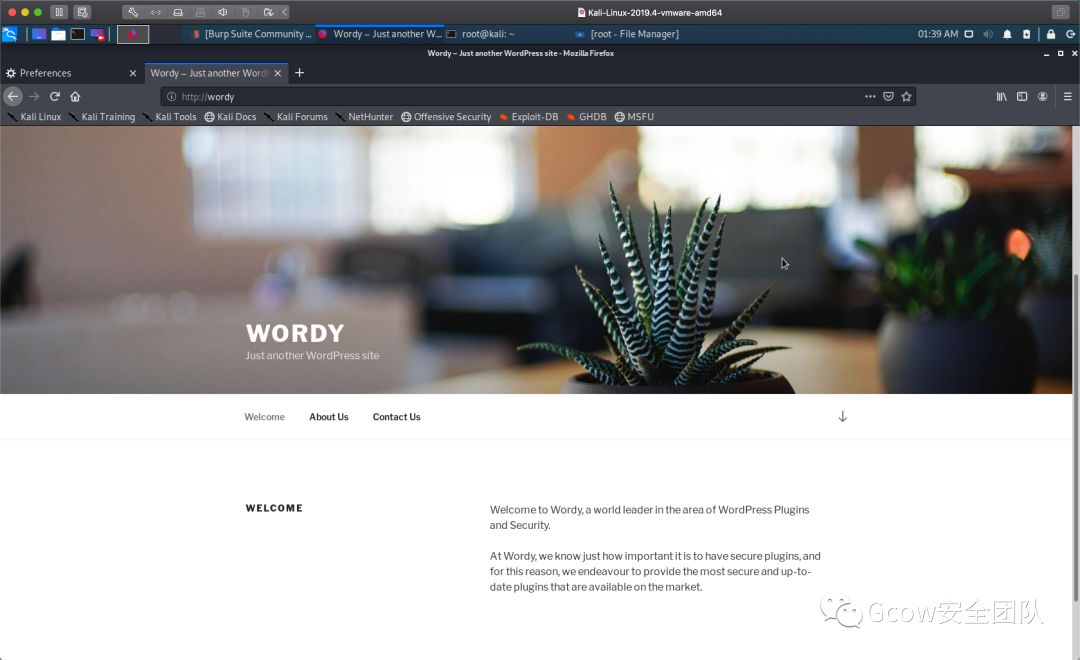 Kali-Linux-2019.4-vmware-amd64
[Burp Suite Community ...
Wordy – Just another W...
root@kali: ~
[root - File Manager]
01:39 AM
Wordy – Just another WordPress site - Mozilla Firefox
Preferences
Wordy – Just another Word
http://wordy
Kali Linux
Kali Training
Kali Tools
Kali Docs
Kali Forums
NetHunter
Offensive Security
Exploit-DB
GHDB
MSFU
WORDY
Just another WordPress site
Welcome
About Us
Contact Us
WELCOME
Welcome to Wordy, a world leader in the area of WordPress Plugins
and Security.
At Wordy, we know just how important it is to have secure plugins, and
for this reason, we endeavour to provide the most secure and up-to-
date plugins that are available on the market.
Gcow安全团队